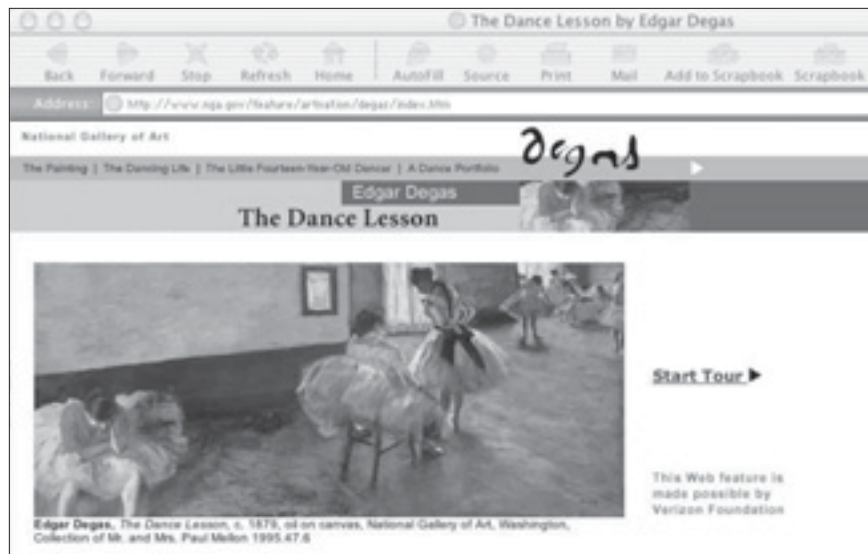 The Dance Lesson by Edgar Degas
Back Forward Stop Refresh Home AutoFill Source Print Mail Add to Scrapbook Scrapbook
Address: http://www.nga.gov/feature/artnation/degas/index.htm
National Gallery of Art
degas
The Painting | The Dancing Life | The Little Fourteen-Year-Old Dancer | A Dance Portfolio
Edgar Degas
The Dance Lesson
Start Tour
This Web feature is
made possible by
Verizon Foundation
Edgar Degas, The Dance Lesson, c. 1879, oil on canvas, National Gallery of Art, Washington,
Collection of Mr. and Mrs. Paul Mellon 1995.47.6